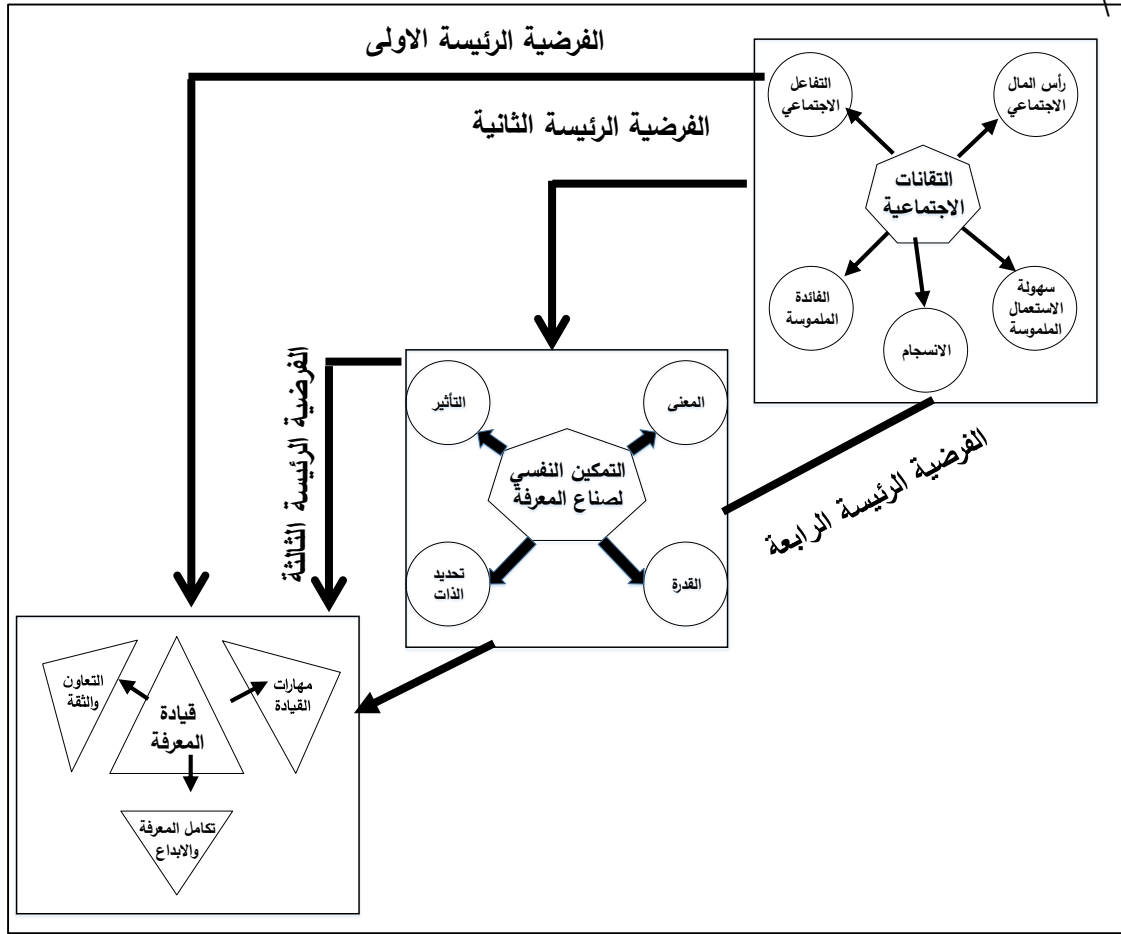 الفرضية الرئيسة الاولى
الفرضية الرئيسة الثانية
رأس المال
الاجتماعي
التفاعل
الاجتماعي
التقانات
الاجتماعية
سهولة
الاستعمال
الملموسة
الانسجام
الفائدة
الملموسة
الفرضية الرئيسة الرابعة
الفرضية الرئيسة الثالثة
المعنى
التأثير
التمكين النفسي
لصناع المعرفة
القدرة
تحديد
الذات
مهارات
القيادة
قيادة
المعرفة
التعاون
والثقة
تكامل المعرفة
والابداع